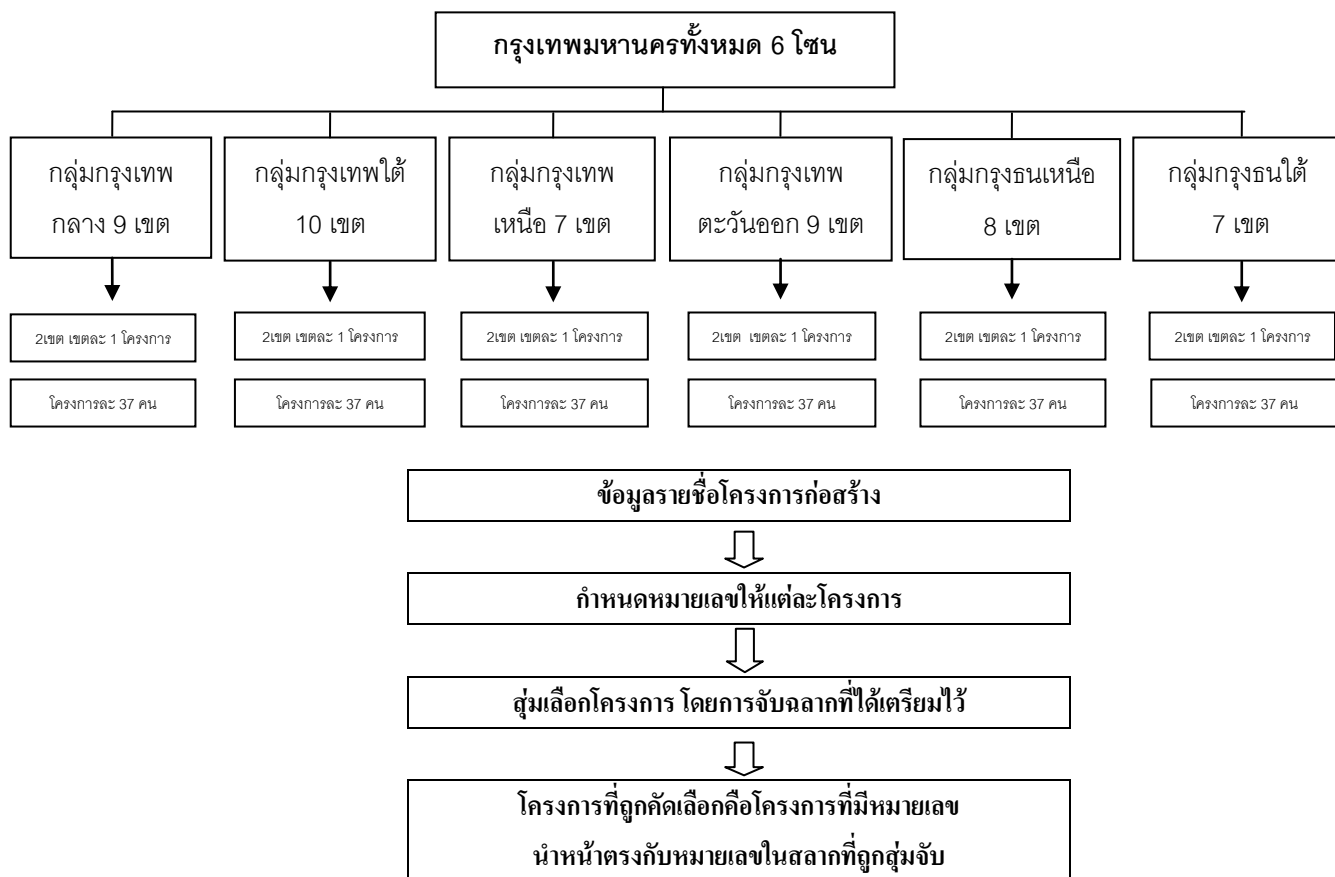 กรุงเทพมหานครทั้งหมด 6 โซน
กลุ่มกรุงเทพ
กลาง 9 เขต
กลุ่มกรุงเทพใต้
10 เขต
กลุ่มกรุงเทพ
เหนือ 7 เขต
กลุ่มกรุงเทพ
ตะวันออก 9 เขต
กลุ่มกรุงธนเหนือ
8 เขต
กลุ่มกรุงธนใต้
7 เขต
2เขต เขตละ 1 โครงการ
2เขต เขตละ 1 โครงการ
2เขต เขตละ 1 โครงการ
2เขต เขตละ 1 โครงการ
2เขต เขตละ 1 โครงการ
2เขต เขตละ 1 โครงการ
โครงการละ 37 คน
โครงการละ 37 คน
โครงการละ 37 คน
โครงการละ 37 คน
โครงการละ 37 คน
โครงการละ 37 คน
ข้อมูลรายชื่อโครงการก่อสร้าง
กำหนดหมายเลขให้แต่ละโครงการ
สุ่มเลือกโครงการ โดยการจับฉลากที่ได้เตรียมไว้
โครงการที่ถูกคัดเลือกคือโครงการที่มีหมายเลข
นำหน้าตรงกับหมายเลขในสลากที่ถูกสุ่มจับ